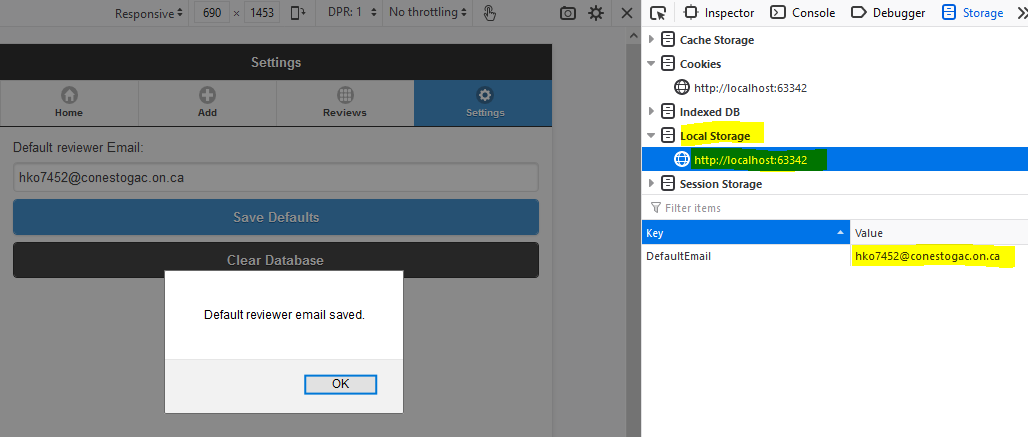 Responsive 690 × 1453 DPR: 1 No throttling
Settings
Home Add Reviews Settings
Default reviewer Email:
hko7452@conestogac.on.ca
Save Defaults
Clear Database
Default reviewer email saved.
OK
Inspector Console Debugger Storage
Cache Storage
Cookies
http://localhost:63342
Indexed DB
Local Storage
http://localhost:63342
Session Storage
Filter items
Key Value
DefaultEmail hko7452@conestogac.on.ca